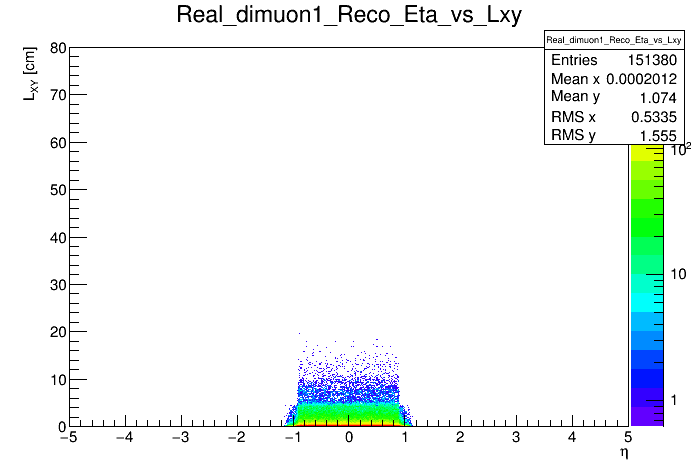 Real_dimuon1_Reco_Eta_vs_Lxy
Real_dimuon1_Reco_Eta_vs_Lxy
Entries 151380
Mean x 0.0002012
Mean y 1.074
RMS x 0.5335
RMS y 1.555
L_XY [cm]
80
70
60
50
40
30
20
10
0
−5 −4 −3 −2 −1 0 1 2 3 4 5
η
10²
10
1